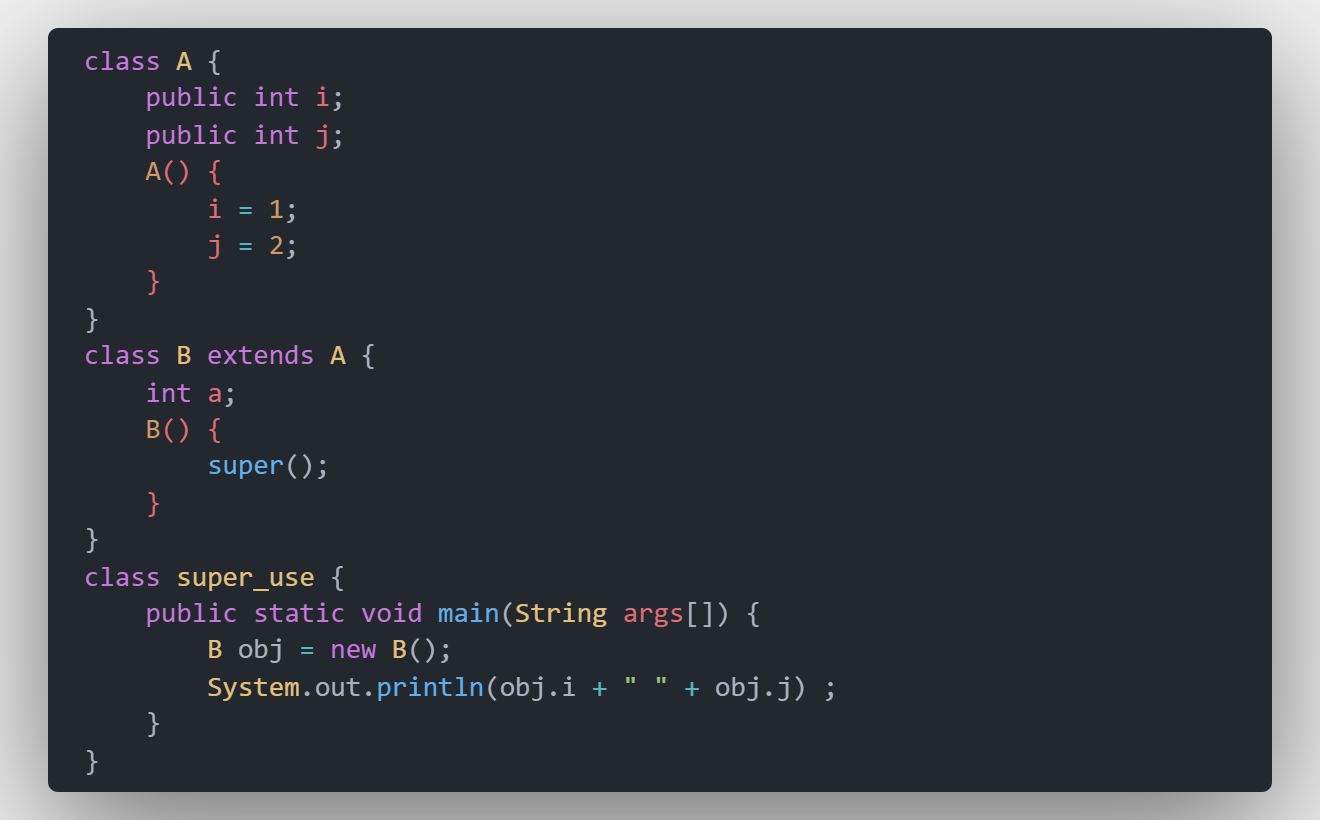 class A {
    public int i;
    public int j;
    A() {
        i = 1;
        j = 2;
    }
}
class B extends A {
    int a;
    B() {
        super();
    }
}
class super_use {
    public static void main(String args[]) {
        B obj = new B();
        System.out.println(obj.i + " " + obj.j) ;
    }
}